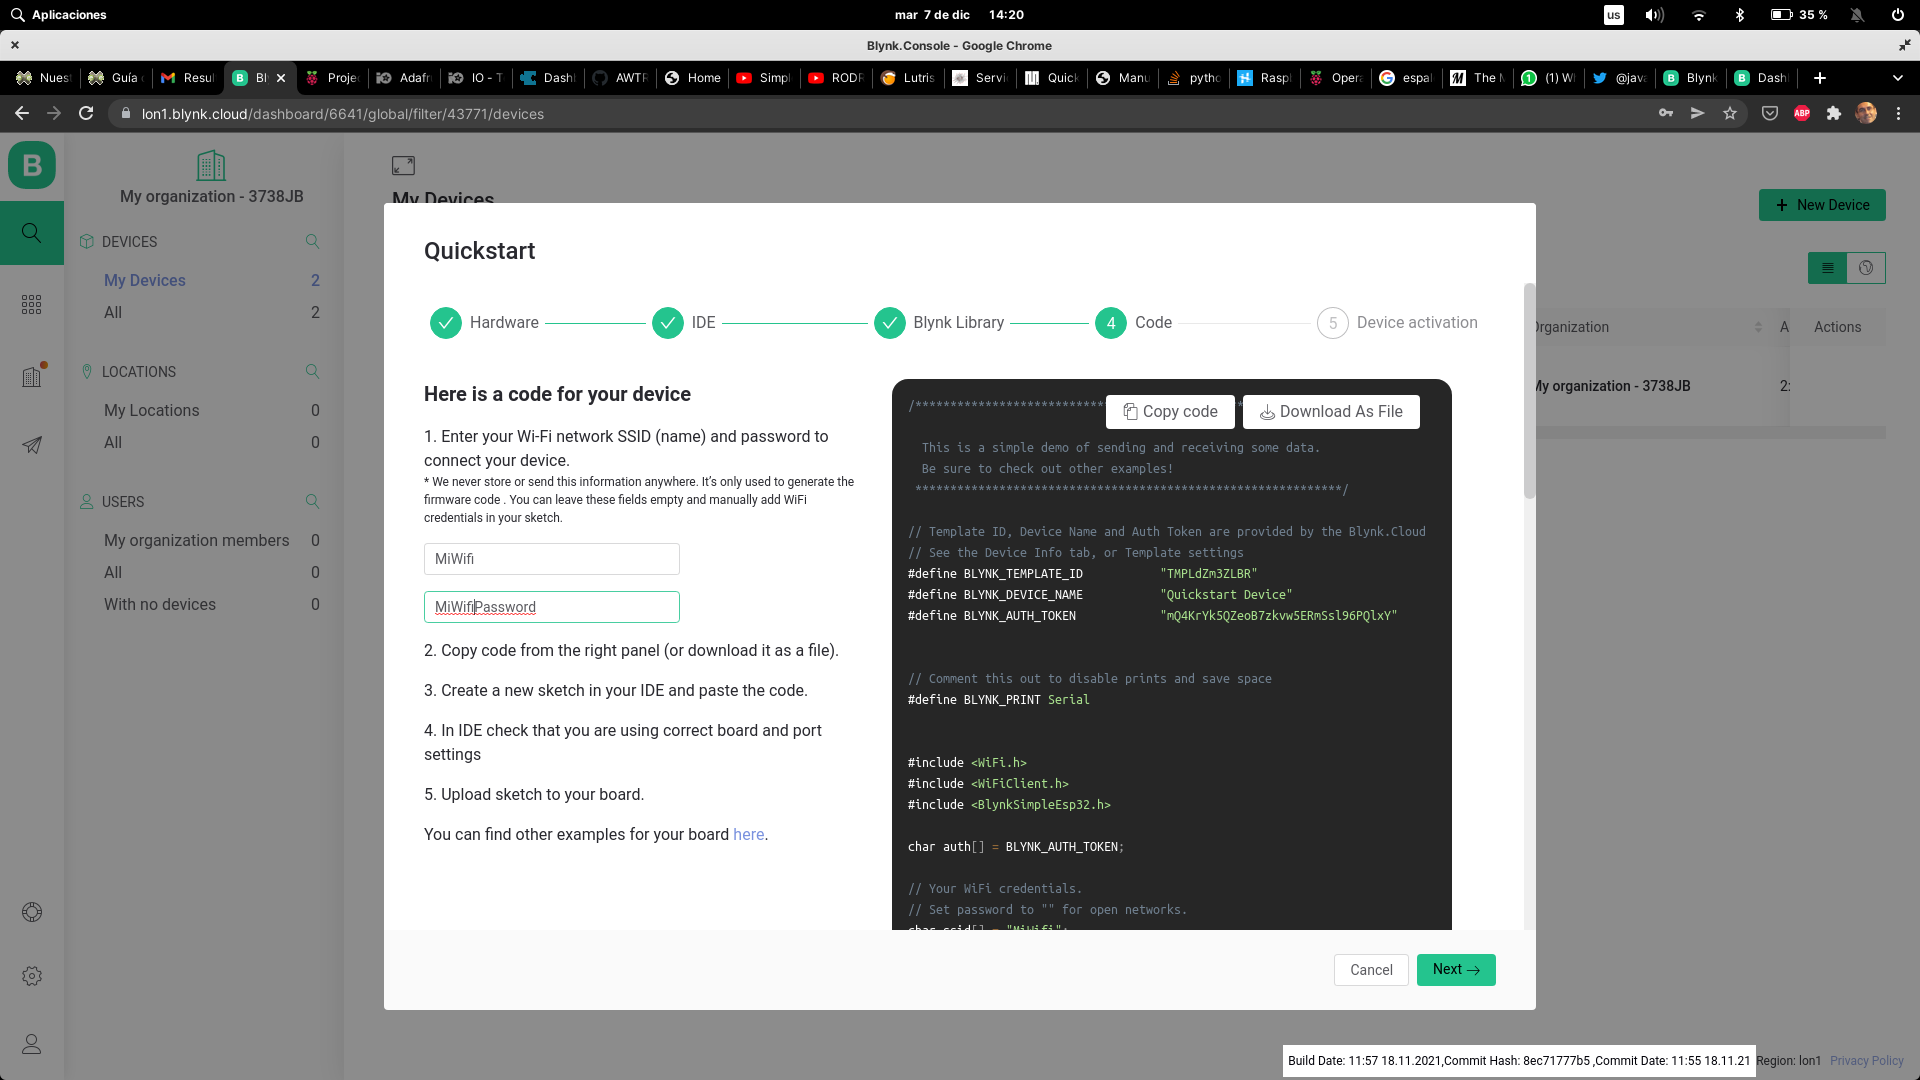 Aplicaciones
mar 7 de dic 14:20
us
35 %
Blynk.Console - Google Chrome
Nuest
Guía
Resu
Bl
Proje
Adafr
IO - T
Dashl
AWTR
Home
Simpl
RODR
Lutris
Servi
Quick
Manu
pytho
Raspl
Opera
espal
The M
(1) W
@java
Blynk
Dash
lon1.blynk.cloud/dashboard/6641/global/filter/43771/devices
ABP
B
My organization - 3738JB
DEVICES
My Devices 2
All 2
LOCATIONS
My Locations 0
All 0
USERS
My organization members 0
All 0
With no devices 0
My Devices
New Device
Organization
A
Actions
My organization - 3738JB
2:
Quickstart
Hardware
IDE
Blynk Library
4 Code
5 Device activation
Here is a code for your device
1. Enter your Wi-Fi network SSID (name) and password to
connect your device.
* We never store or send this information anywhere. It's only used to generate the
firmware code . You can leave these fields empty and manually add WiFi
credentials in your sketch.
MiWifi
MiWifiPassword
2. Copy code from the right panel (or download it as a file).
3. Create a new sketch in your IDE and paste the code.
4. In IDE check that you are using correct board and port
settings
5. Upload sketch to your board.
You can find other examples for your board here.
Copy code
Download As File
This is a simple demo of sending and receiving some data.
Be sure to check out other examples!
*************************************************************/
// Template ID, Device Name and Auth Token are provided by the Blynk.Cloud
// See the Device Info tab, or Template settings
#define BLYNK_TEMPLATE_ID "TMPLdZm3ZLBR"
#define BLYNK_DEVICE_NAME "Quickstart Device"
#define BLYNK_AUTH_TOKEN "mQ4KrYk5QZeoB7zkvw5ERmSsl96PQlxY"
// Comment this out to disable prints and save space
#define BLYNK_PRINT Serial
#include <WiFi.h>
#include <WiFiClient.h>
#include <BlynkSimpleEsp32.h>
char auth[] = BLYNK_AUTH_TOKEN;
// Your WiFi credentials.
// Set password to "" for open networks.
char ssid[] = "MiWifi";
Cancel
Next →
Build Date: 11:57 18.11.2021,Commit Hash: 8ec71777b5 ,Commit Date: 11:55 18.11.21
Region: lon1
Privacy Policy